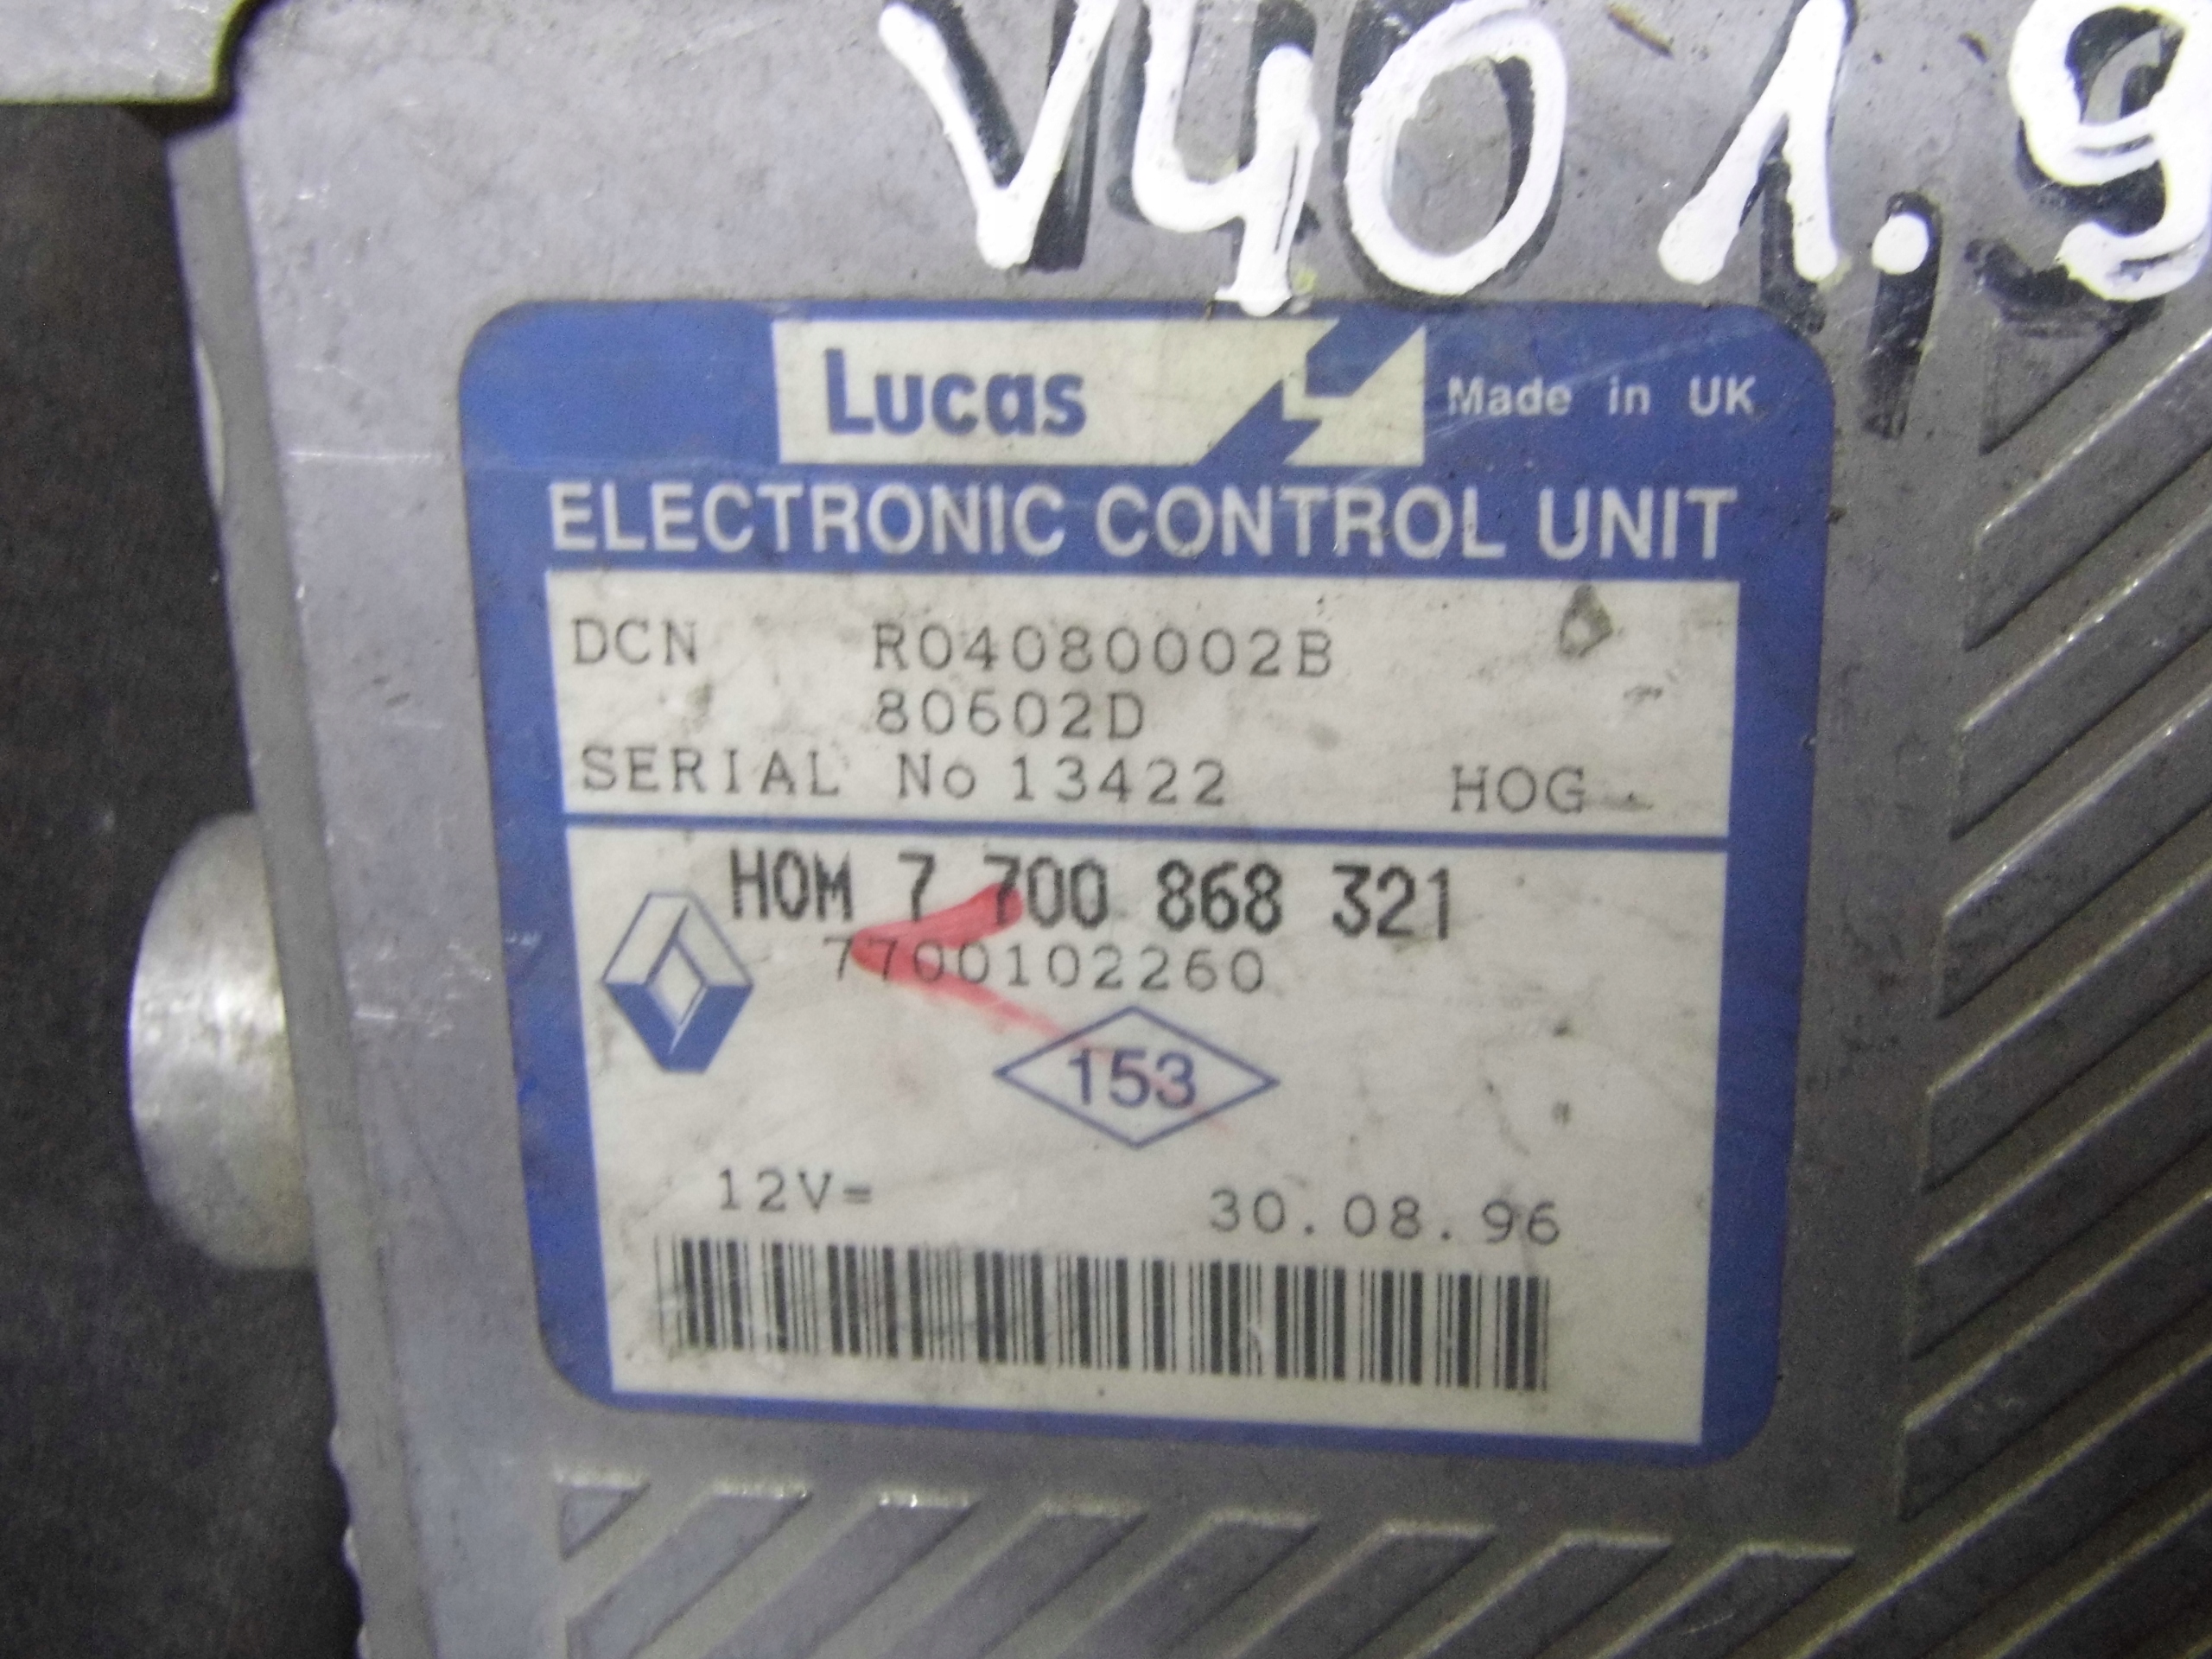 V40 1.9
Lucas
Made in UK
ELECTRONIC CONTROL UNIT
DCN R04080002B
80602D
SERIAL No 13422 HOG
HOM 7 700 868 321
7700102260
153
12V=
30.08.96